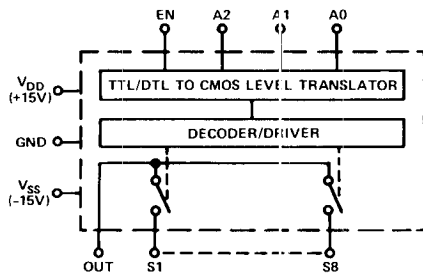 EN A2 A1 A0
VDD
(+15V)
TTL/DTL TO CMOS LEVEL TRANSLATOR
GND
DECODER/DRIVER
VSS
(-15V)
OUT S1 S8